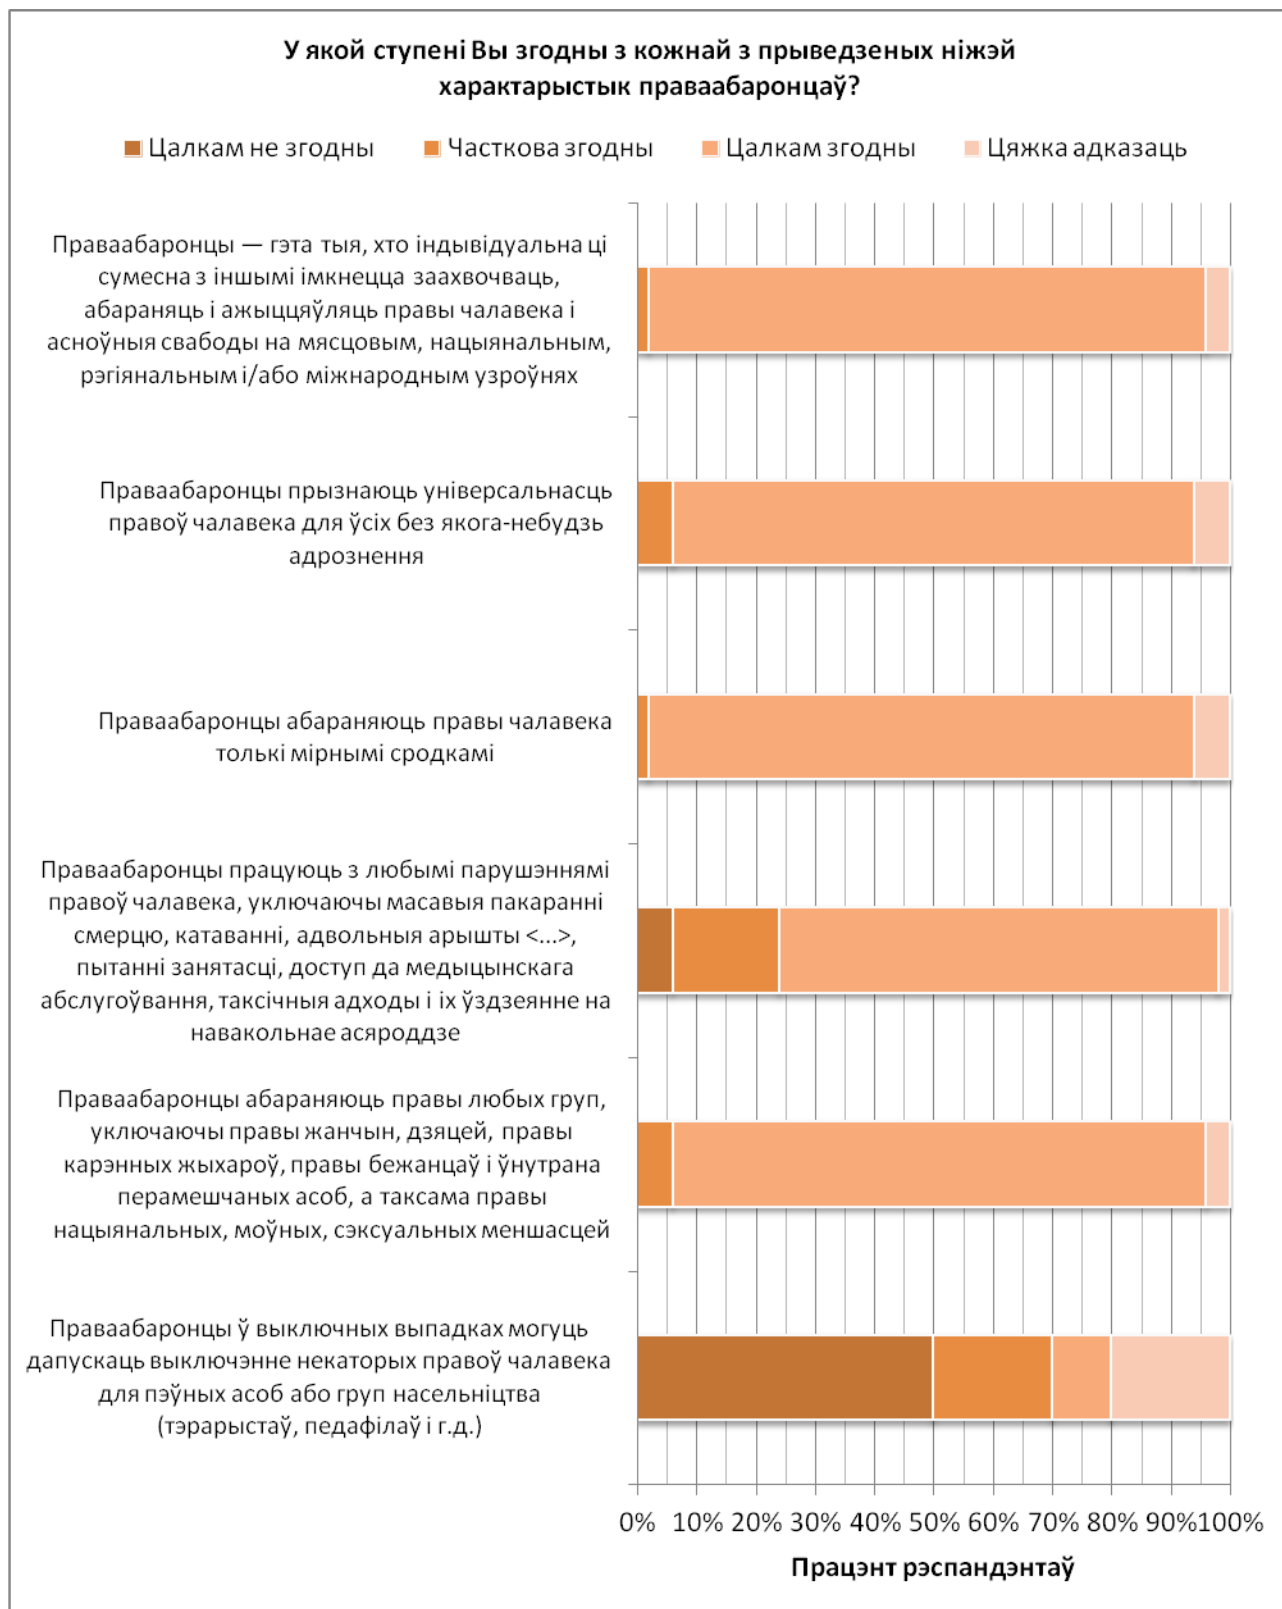 У якой ступені Вы згодны з кожнай з прыведзеных ніжэй
характарыстык праваабаронцаў?
Цалкам не згодны Часткова згодны Цалкам згодны Цяжка адказаць
Праваабаронцы — гэта тыя, хто індывідуальна ці
сумесна з іншымі імкнецца заахвочваць,
абараняць і ажыццяўляць правы чалавека і
асноўныя свабоды на мясцовым, нацыянальным,
рэгіянальным і/або міжнародным узроўнях
Праваабаронцы прызнаюць універсальнасць
правоў чалавека для ўсіх без якога-небудзь
адрознення
Праваабаронцы абараняюць правы чалавека
толькі мірнымі сродкамі
Праваабаронцы працуюць з любымі парушэннямі
правоў чалавека, уключаючы масавыя пакаранні
смерцю, катаванні, адвольныя арышты <...>,
пытанні занятасці, доступ да медыцынскага
абслугоўвання, таксічныя адходы і іх ўздзеянне на
навакольнае асяроддзе
Праваабаронцы абараняюць правы любых груп,
уключаючы правы жанчын, дзяцей, правы
карэнных жыхароў, правы бежанцаў і ўнутрана
перамешчаных асоб, а таксама правы
нацыянальных, моўных, сэксуальных меншасцей
Праваабаронцы ў выключных выпадках могуць
дапускаць выключэнне некаторых правоў чалавека
для пэўных асоб або груп насельніцтва
(тэрарыстаў, педафілаў і г.д.)
0% 10% 20% 30% 40% 50% 60% 70% 80% 90% 100%
Працэнт рэспандэнтаў